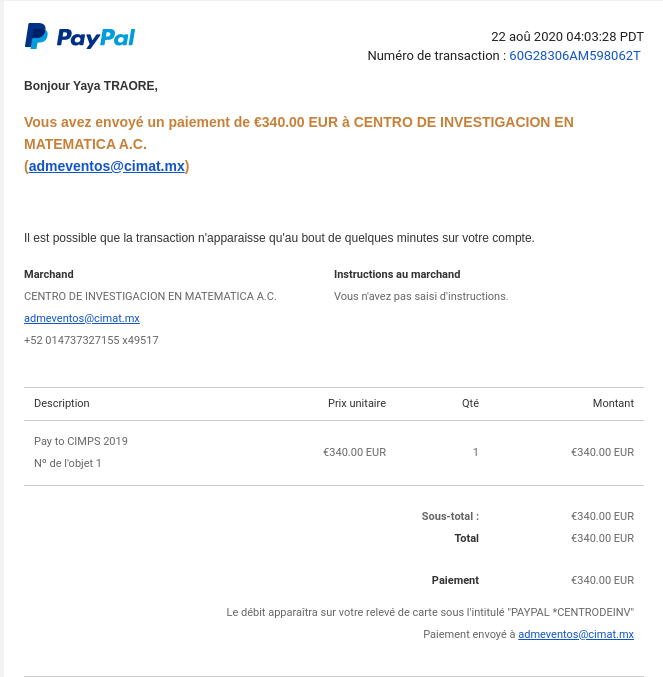 PayPal
22 aoû 2020 04:03:28 PDT
Numéro de transaction : 60G28306AM598062T
Bonjour Yaya TRAORE,
Vous avez envoyé un paiement de €340.00 EUR à CENTRO DE INVESTIGACION EN
MATEMATICA A.C.
(admeventos@cimat.mx)
Il est possible que la transaction n'apparaisse qu'au bout de quelques minutes sur votre compte.
Marchand
CENTRO DE INVESTIGACION EN MATEMATICA A.C.
admeventos@cimat.mx
+52 014737327155 x49517
Instructions au marchand
Vous n'avez pas saisi d'instructions.
Description Prix unitaire Qté Montant
Pay to CIMPS 2019
Nº de l'objet 1
€340.00 EUR 1 €340.00 EUR
Sous-total : €340.00 EUR
Total €340.00 EUR
Paiement €340.00 EUR
Le débit apparaîtra sur votre relevé de carte sous l'intitulé "PAYPAL *CENTRODEINV"
Paiement envoyé à admeventos@cimat.mx